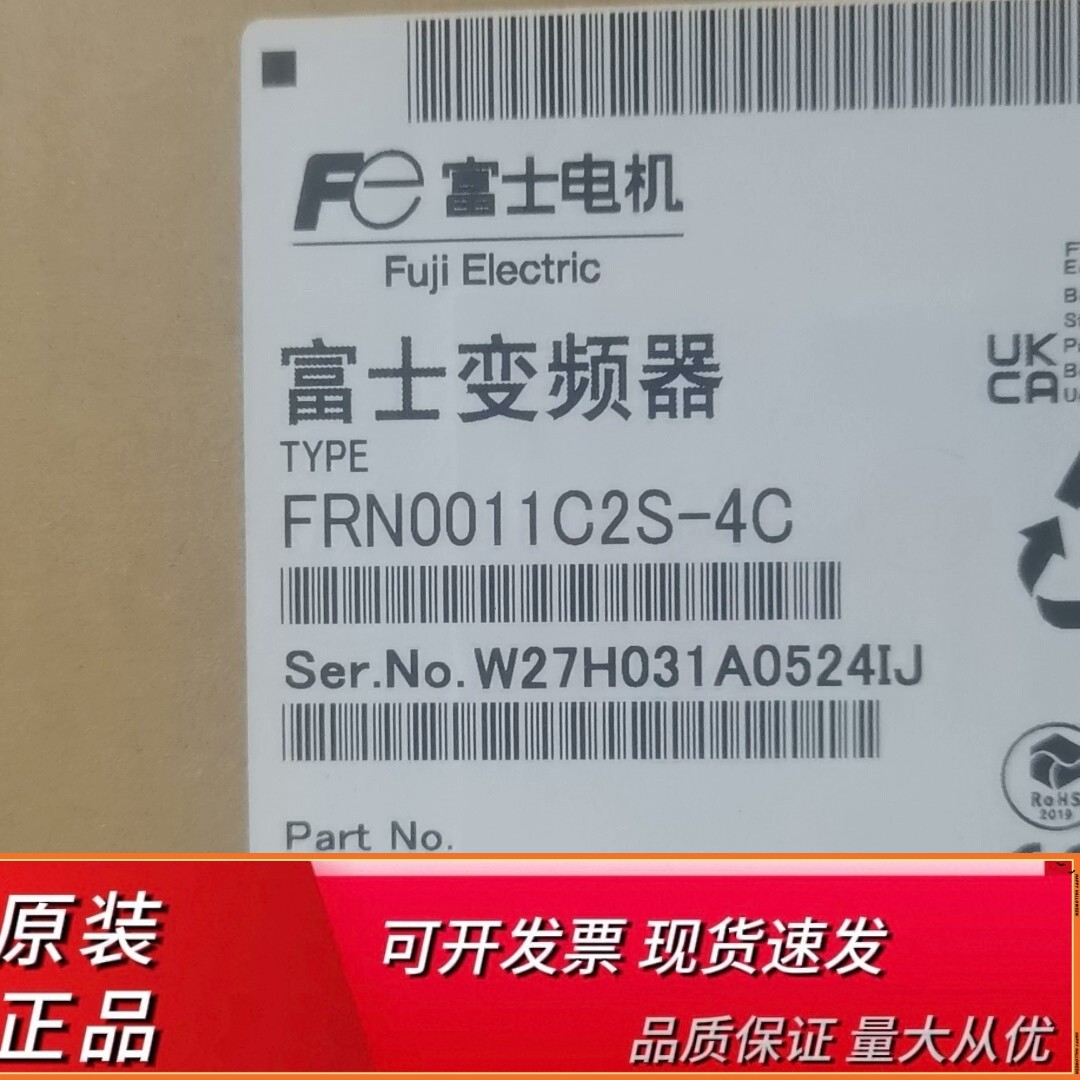 Fe 富士电机
Fuji Electric
富士变频器
TYPE
FRN0011C2S-4C
Ser.No.W27H031A0524IJ
Part No.
UK
CA
RoHS
2019
原装
正品
可开发票 现货速发
品质保证 量大从优